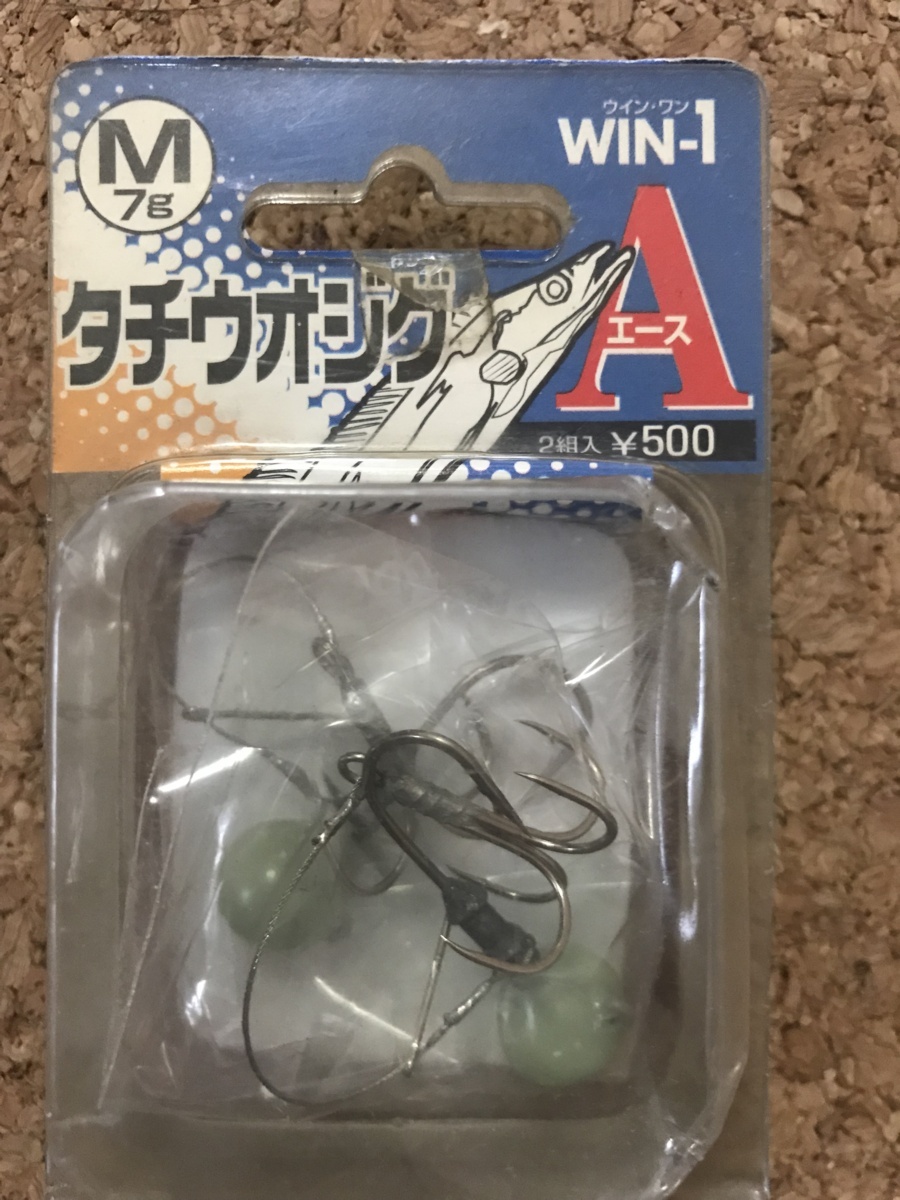 M
7g
ウイン・ワン
WIN-1
タチウオジグ
A
エース
2組入 ¥500